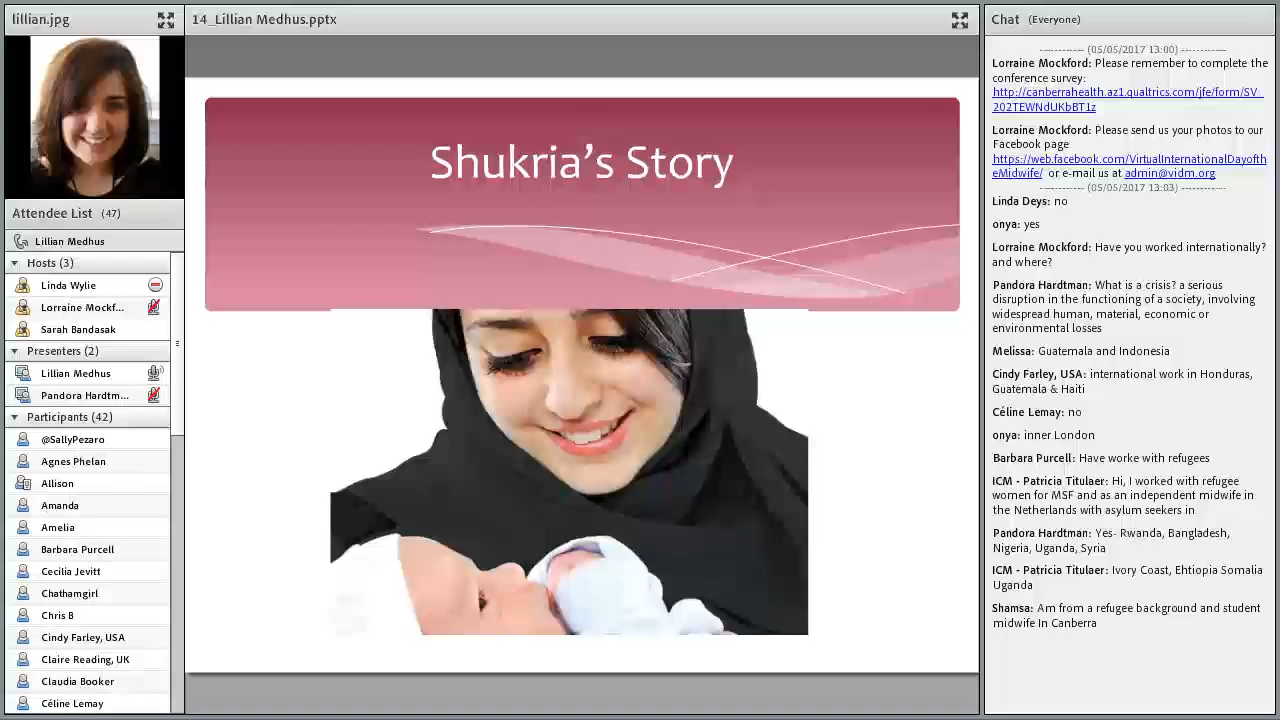 lillian.jpg
Attendee List (47)
Lillian Medhus
Hosts (3)
Linda Wylie
Lorraine Mockf...
Sarah Bandasak
Presenters (2)
Lillian Medhus
Pandora Hardtm...
Participants (42)
@SallyPezaro
Agnes Phelan
Allison
Amanda
Amelia
Barbara Purcell
Cecilia Jevitt
Chathamgirl
Chris B
Cindy Farley, USA
Claire Reading, UK
Claudia Booker
Céline Lemay
14_Lillian Medhus.pptx
Shukria’s Story
Chat (Everyone)
------------ (05/05/2017 13:00) ------------
Lorraine Mockford: Please remember to complete the
conference survey:
http://canberrahealth.az1.qualtrics.com/jfe/form/SV_
202TEWNdUKbBT1z
Lorraine Mockford: Please send us your photos to our
Facebook page
https://web.facebook.com/VirtualInternationalDayofth
eMidwife/ or e-mail us at admin@vidm.org
------------ (05/05/2017 13:03) ------------
Linda Deys: no
onya: yes
Lorraine Mockford: Have you worked internationally?
and where?
Pandora Hardtman: What is a crisis? a serious
disruption in the functioning of a society, involving
widespread human, material, economic or
environmental losses
Melissa: Guatemala and Indonesia
Cindy Farley, USA: international work in Honduras,
Guatemala & Haiti
Céline Lemay: no
onya: inner London
Barbara Purcell: Have worke with refugees
ICM - Patricia Titulaer: Hi, I worked with refugee
women for MSF and as an independent midwife in
the Netherlands with asylum seekers in
Pandora Hardtman: Yes- Rwanda, Bangladesh,
Nigeria, Uganda, Syria
ICM - Patricia Titulaer: Ivory Coast, Ehtiopia Somalia
Uganda
Shamsa: Am from a refugee background and student
midwife In Canberra